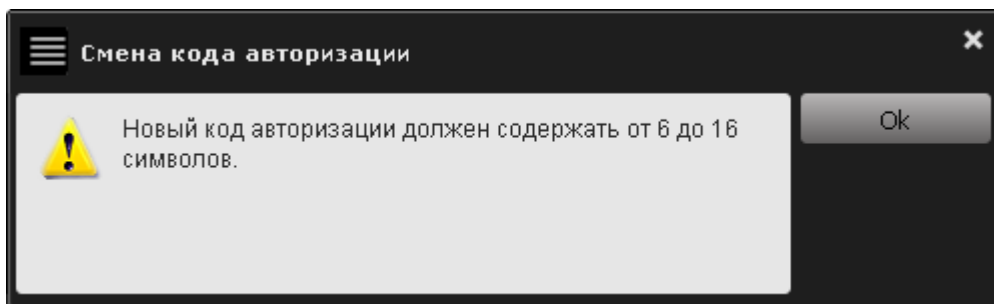 Смена кода авторизации
Новый код авторизации должен содержать от 6 до 16
символов.
Ok